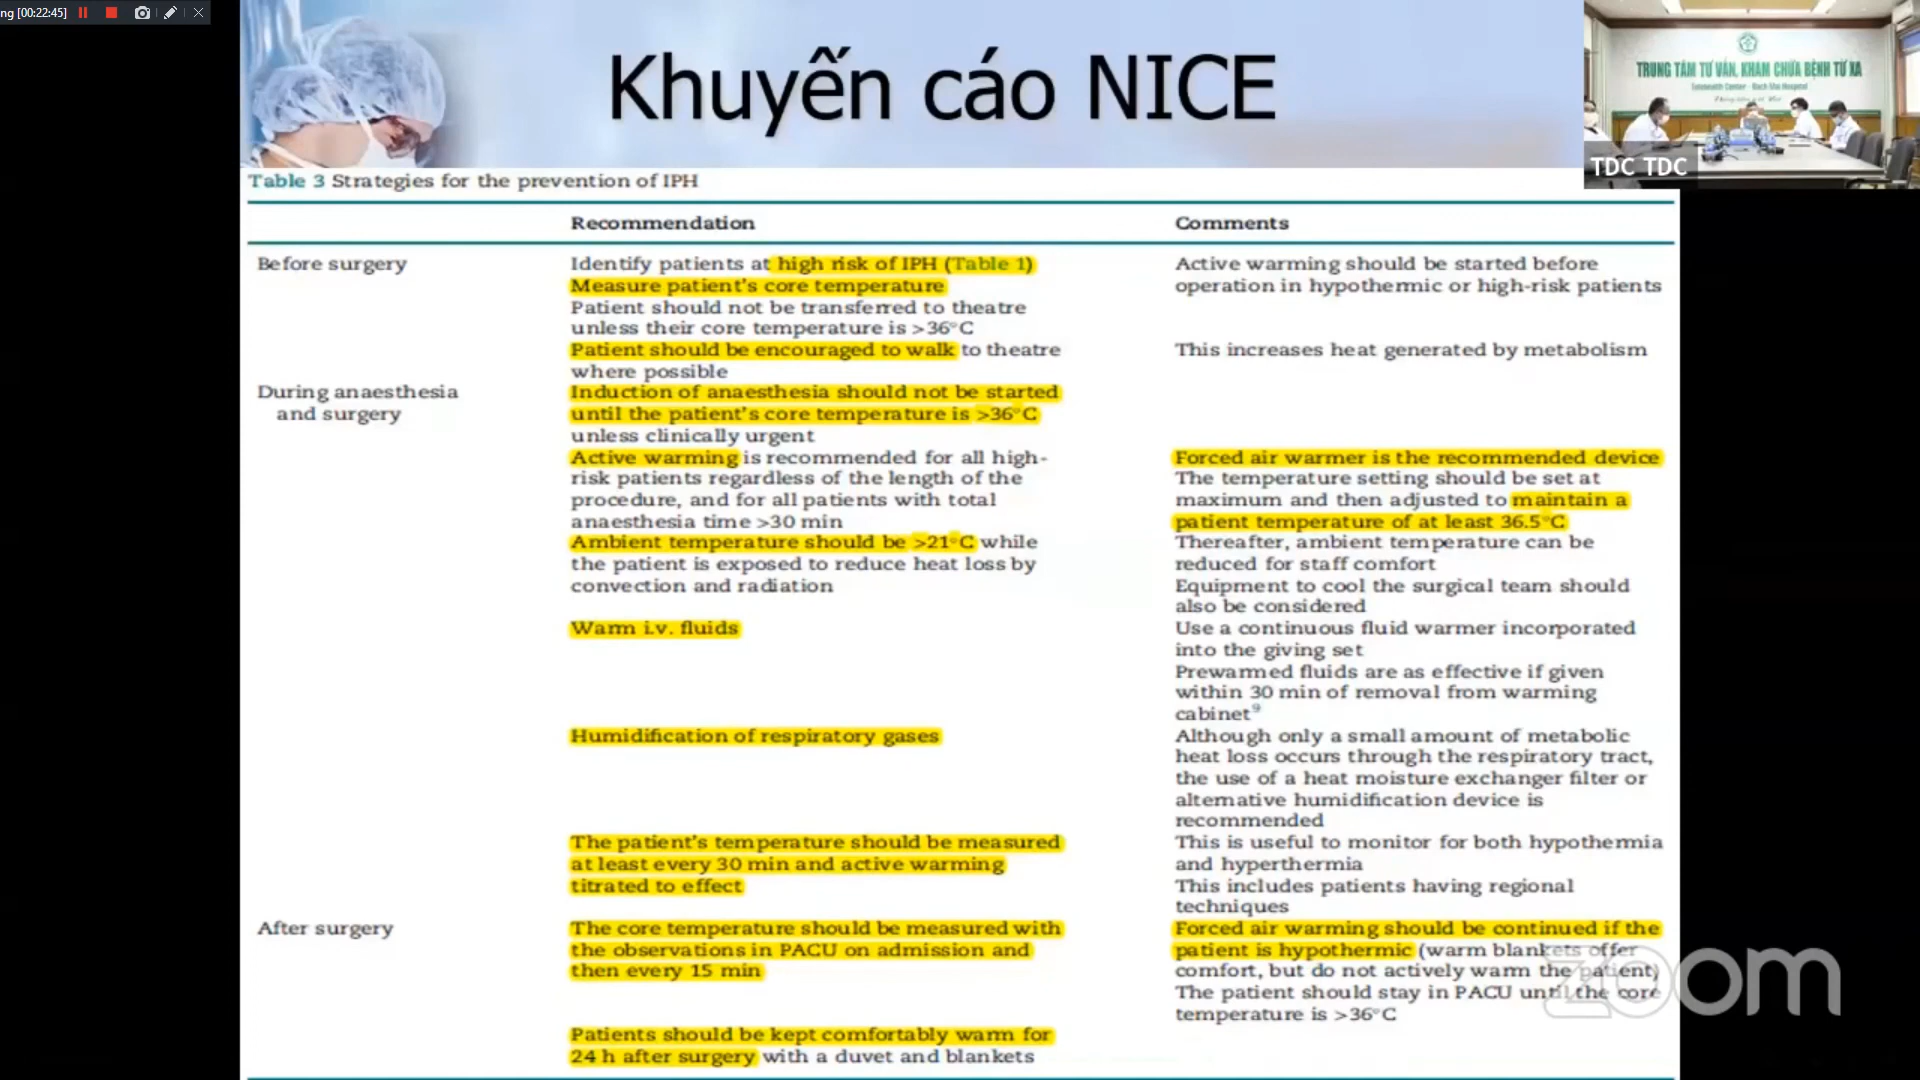 ng [00:22:45]
Khuyến cáo NICE
TRUNG TÂM TƯ VẤN, KHÁM CHỮA BỆNH TỪ XA
Telehealth Center - Bach Mai Hospital
TDC TDC
Table 3 Strategies for the prevention of IPH
Recommendation
Comments
Before surgery
Identify patients at high risk of IPH (Table 1)
Measure patient's core temperature
Patient should not be transferred to theatre
unless their core temperature is >36°C
Patient should be encouraged to walk to theatre
where possible
Active warming should be started before
operation in hypothermic or high-risk patients
This increases heat generated by metabolism
During anaesthesia
and surgery
Induction of anaesthesia should not be started
until the patient's core temperature is >36°C
unless clinically urgent
Active warming is recommended for all high-
risk patients regardless of the length of the
procedure, and for all patients with total
anaesthesia time >30 min
Forced air warmer is the recommended device
The temperature setting should be set at
maximum and then adjusted to maintain a
patient temperature of at least 36.5°C
Ambient temperature should be >21°C while
the patient is exposed to reduce heat loss by
convection and radiation
Thereafter, ambient temperature can be
reduced for staff comfort
Equipment to cool the surgical team should
also be considered
Warm i.v. fluids
Use a continuous fluid warmer incorporated
into the giving set
Prewarmed fluids are as effective if given
within 30 min of removal from warming
cabinet⁹
Humidification of respiratory gases
Although only a small amount of metabolic
heat loss occurs through the respiratory tract,
the use of a heat moisture exchanger filter or
alternative humidification device is
recommended
The patient's temperature should be measured
at least every 30 min and active warming
titrated to effect
This is useful to monitor for both hypothermia
and hyperthermia
This includes patients having regional
techniques
After surgery
The core temperature should be measured with
the observations in PACU on admission and
then every 15 min
Forced air warming should be continued if the
patient is hypothermic (warm blankets offer
comfort, but do not actively warm the patient)
The patient should stay in PACU until the core
temperature is >36°C
Patients should be kept comfortably warm for
24 h after surgery with a duvet and blankets
zoom